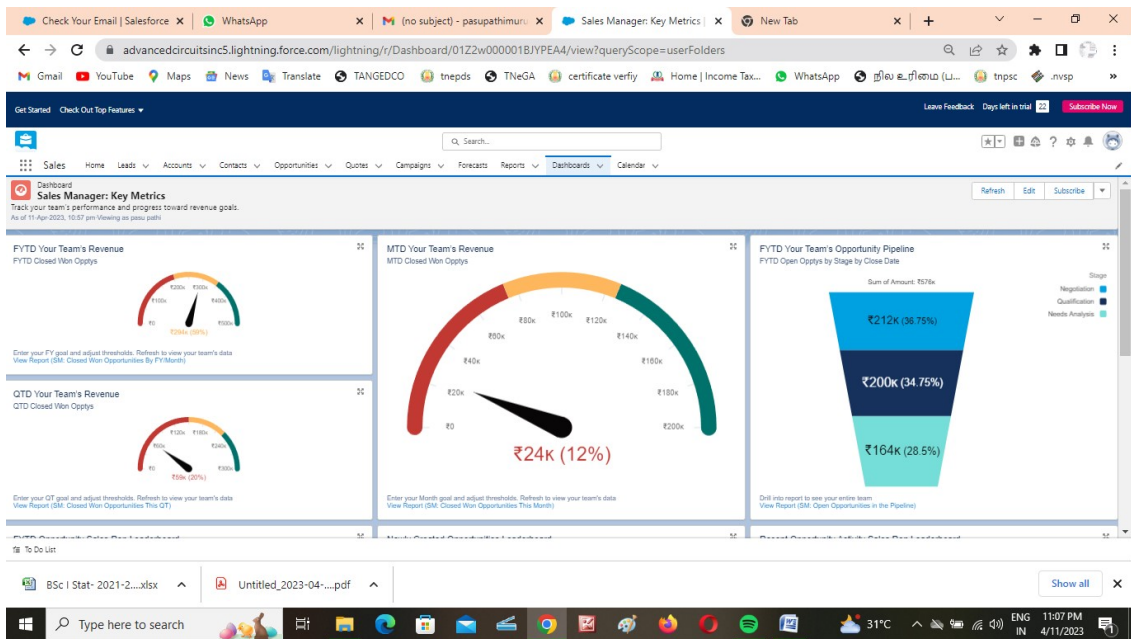 Check Your Email | Salesforce
WhatsApp
(no subject) - pasupathimuru
Sales Manager: Key Metrics |
New Tab
advancedcircuitsinc5.lightning.force.com/lightning/r/Dashboard/01Z2w000001BJYPEA4/view?queryScope=userFolders
Gmail YouTube Maps News Translate TANGEDCO tnepds TNeGA certificate verfiy Home | Income Tax... WhatsApp நில உரிமை (ப... tnpsc .nvsp »
Get Started Check Out Top Features
Leave Feedback Days left in trial 22 Subscribe Now
Search...
Sales Home Leads Accounts Contacts Opportunities Quotes Campaigns Forecasts Reports Dashboards Calendar
Dashboard
Sales Manager: Key Metrics
Refresh Edit Subscribe
Track your team's performance and progress toward revenue goals.
As of 11-Apr-2023, 10:57 pm Viewing as pasu pathi
FYTD Your Team's Revenue
FYTD Closed Won Opptys
₹0
₹100K
₹200K
₹300K
₹400K
₹500K
Enter your FY goal and adjust thresholds. Refresh to view your team's data
View Report (SM: Closed Won Opportunities By FY/Month)
QTD Your Team's Revenue
QTD Closed Won Opptys
₹0
₹60K
₹120K
₹180K
₹240K
₹300K
₹59K (20%)
Enter your QT goal and adjust thresholds. Refresh to view your team's data
View Report (SM: Closed Won Opportunities This QT)
MTD Your Team's Revenue
MTD Closed Won Opptys
₹0
₹20K
₹40K
₹60K
₹80K
₹100K
₹120K
₹140K
₹160K
₹180K
₹200K
₹24K (12%)
Enter your Month goal and adjust thresholds. Refresh to view your team's data
View Report (SM: Closed Won Opportunities This Month)
FYTD Your Team's Opportunity Pipeline
FYTD Open Opptys by Stage by Close Date
Sum of Amount: ₹576K
Stage
Negotiation
Qualification
Needs Analysis
₹212K (36.75%)
₹200K (34.75%)
₹164K (28.5%)
Drill into report to see your entire team
View Report (SM: Open Opportunities in the Pipeline)
To Do List
BSc I Stat- 2021-2....xlsx
Untitled_2023-04-....pdf
Show all
Type here to search
31°C
ENG
IN
11:07 PM
4/11/2023